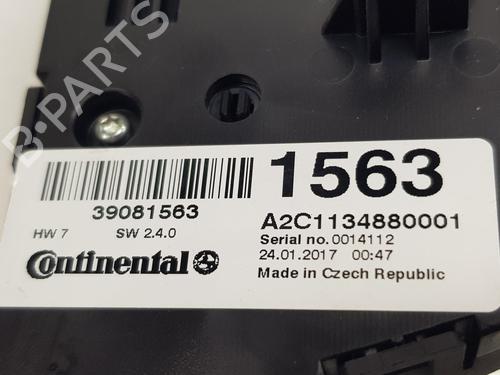 B-PARTS
1563
39081563
A2C1134880001
HW 7 SW 2.4.0
Serial no. 0014112
24.01.2017 00:47
Continental
Made in Czech Republic